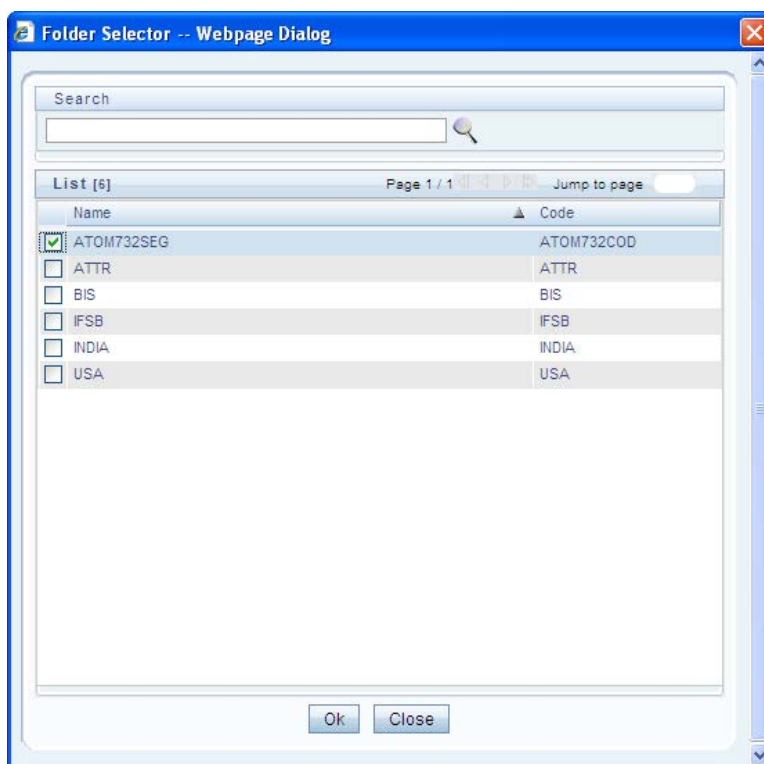 Folder Selector -- Webpage Dialog
Search
List [6] Page 1 / 1 Jump to page
Name Code
ATOM732SEG ATOM732COD
ATTR ATTR
BIS BIS
IFSB IFSB
INDIA INDIA
USA USA
Ok Close